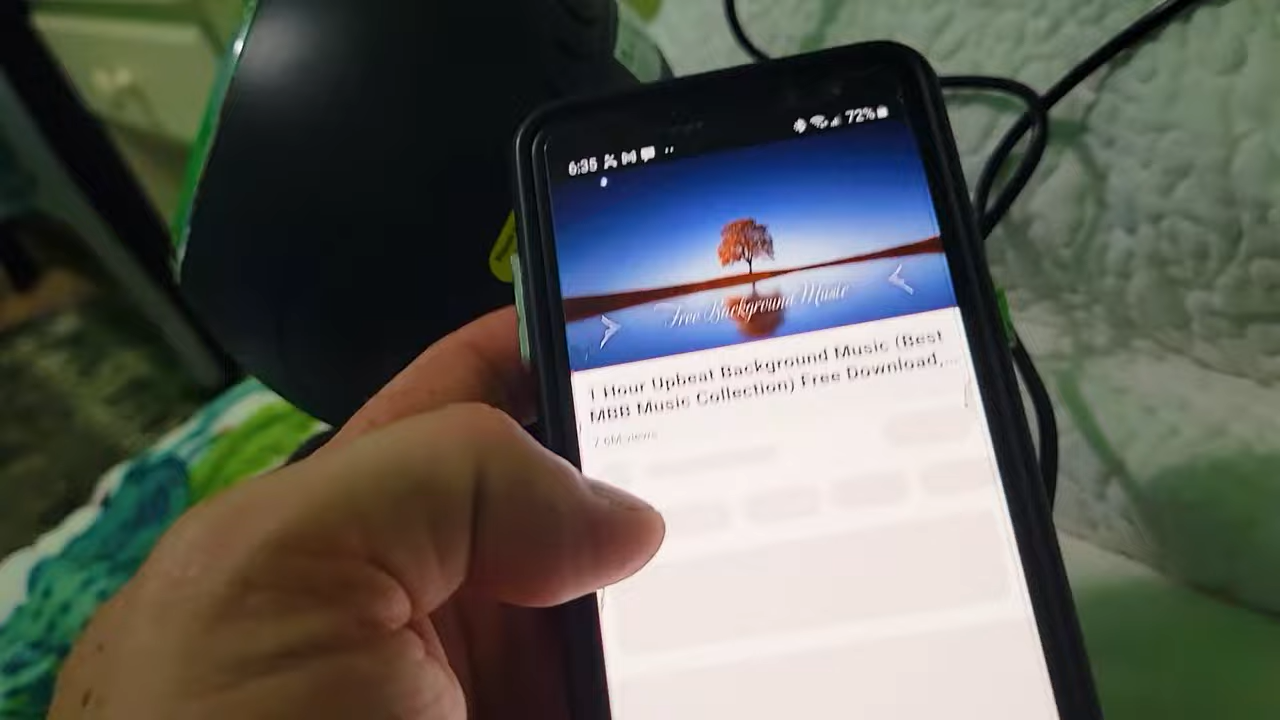 6:35
72%
Free Background Music
1 Hour Upbeat Background Music (Best
MBB Music Collection) Free Download,...
7.6M views